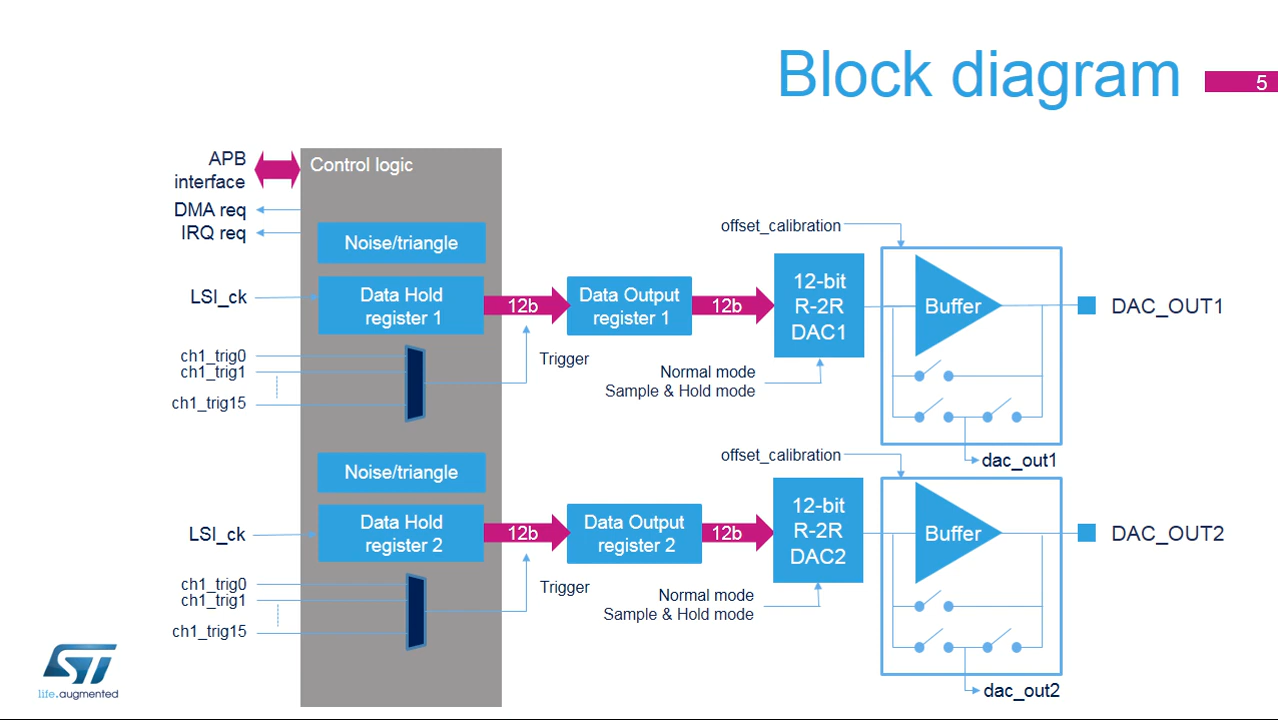 Block diagram
5
APB
interface
DMA req
IRQ req
Control logic
Noise/triangle
LSI_ck
Data Hold
register 1
12b
Data Output
register 1
12b
12-bit
R-2R
DAC1
offset_calibration
Buffer
DAC_OUT1
ch1_trig0
ch1_trig1
ch1_trig15
Trigger
Normal mode
Sample & Hold mode
dac_out1
Noise/triangle
LSI_ck
Data Hold
register 2
12b
Data Output
register 2
12b
12-bit
R-2R
DAC2
offset_calibration
Buffer
DAC_OUT2
ch1_trig0
ch1_trig1
ch1_trig15
Trigger
Normal mode
Sample & Hold mode
dac_out2
ST
life.augmented